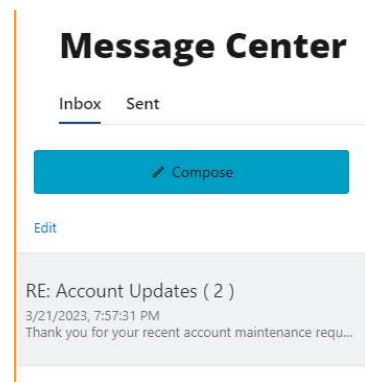 Message Center
Inbox Sent
Compose
Edit
RE: Account Updates ( 2 )
3/21/2023, 7:57:31 PM
Thank you for your recent account maintenance requ...